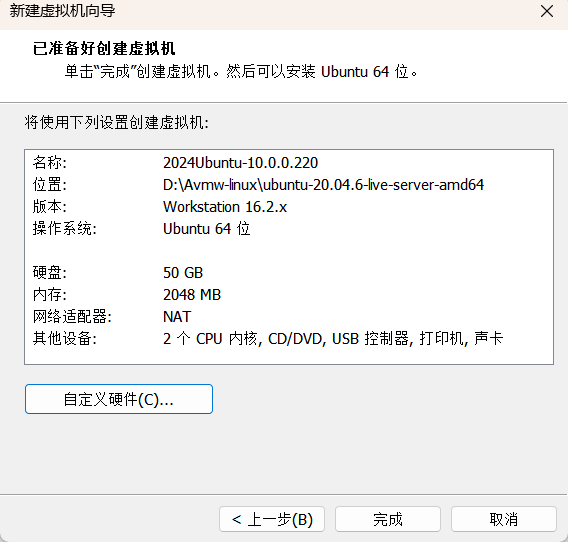 新建虚拟机向导
已准备好创建虚拟机
单击“完成”创建虚拟机。然后可以安装 Ubuntu 64 位。
将使用下列设置创建虚拟机:
名称: 2024Ubuntu-10.0.0.220
位置: D:\Avmw-linux\ubuntu-20.04.6-live-server-amd64
版本: Workstation 16.2.x
操作系统: Ubuntu 64 位
硬盘: 50 GB
内存: 2048 MB
网络适配器: NAT
其他设备: 2 个 CPU 内核, CD/DVD, USB 控制器, 打印机, 声卡
自定义硬件(C)...
< 上一步(B) 完成 取消